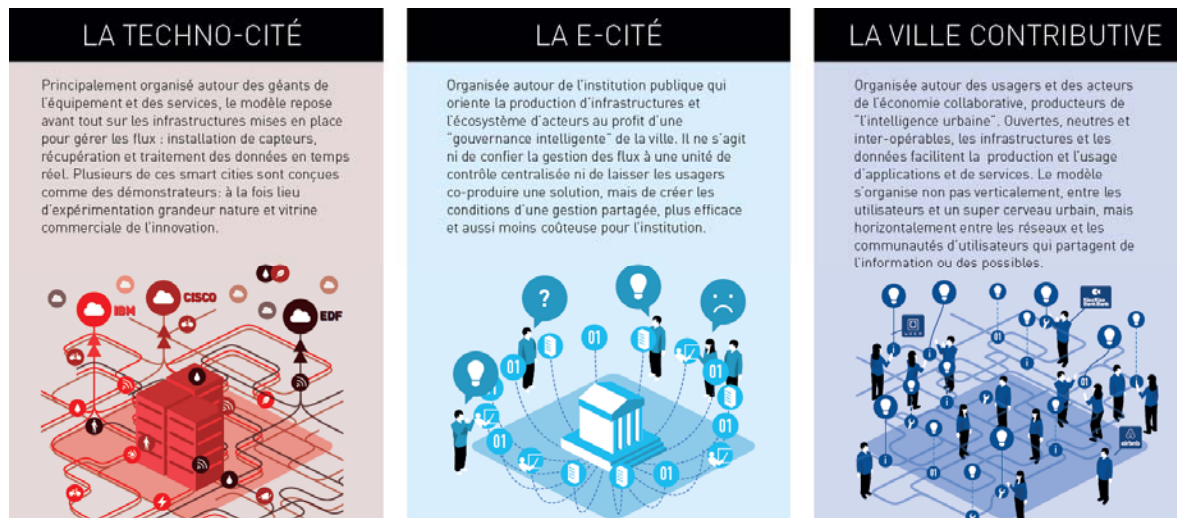 LA TECHNO-CITÉ
Principalement organisé autour des géants de
l'équipement et des services, le modèle repose
avant tout sur les infrastructures mises en place
pour gérer les flux : installation de capteurs,
récupération et traitement des données en temps
réel. Plusieurs de ces smart cities sont conçues
comme des démonstrateurs: à la fois lieu
d'expérimentation grandeur nature et vitrine
commerciale de l'innovation.
IBM
CISCO
EDF
LA E-CITÉ
Organisée autour de l'institution publique qui
oriente la production d'infrastructures et
l'écosystème d'acteurs au profit d'une
"gouvernance intelligente" de la ville. Il ne s'agit
ni de confier la gestion des flux à une unité de
contrôle centralisée ni de laisser les usagers
co-produire une solution, mais de créer les
conditions d'une gestion partagée, plus efficace
et aussi moins coûteuse pour l'institution.
?
01
01
01
01
01
01
01
01
LA VILLE CONTRIBUTIVE
Organisée autour des usagers et des acteurs
de l'économie collaborative, producteurs de
"l'intelligence urbaine". Ouvertes, neutres et
inter-opérables, les infrastructures et les
données facilitent la production et l'usage
d'applications et de services. Le modèle
s'organise non pas verticalement, entre les
utilisateurs et un super cerveau urbain, mais
horizontalement entre les réseaux et les
communautés d'utilisateurs qui partagent de
l'information ou des possibles.
KissKiss
BankBank
UBER
01
i
i
01
i
i
i
01
airbnb